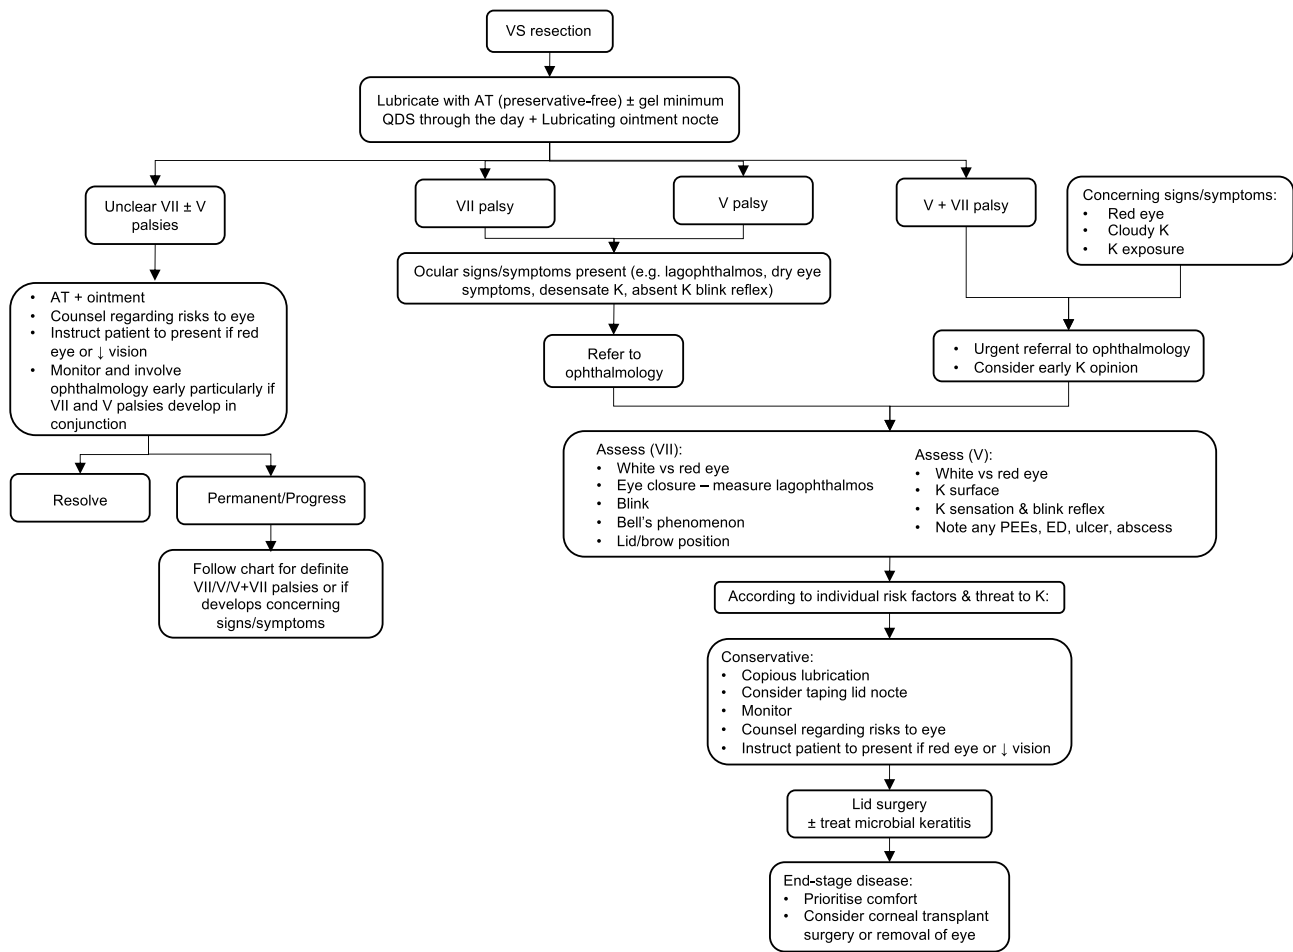 VS resection
Lubricate with AT (preservative-free) ± gel minimum
QDS through the day + Lubricating ointment nocte
Unclear VII ± V
palsies
VII palsy
V palsy
V + VII palsy
Concerning signs/symptoms:
• Red eye
• Cloudy K
• K exposure
• AT + ointment
• Counsel regarding risks to eye
• Instruct patient to present if red
eye or ↓ vision
• Monitor and involve
ophthalmology early particularly if
VII and V palsies develop in
conjunction
Ocular signs/symptoms present (e.g. lagophthalmos, dry eye
symptoms, desensate K, absent K blink reflex)
Refer to
ophthalmology
• Urgent referral to ophthalmology
• Consider early K opinion
Resolve
Permanent/Progress
Follow chart for definite
VII/V/V+VII palsies or if
develops concerning
signs/symptoms
Assess (VII):
• White vs red eye
• Eye closure – measure lagophthalmos
• Blink
• Bell's phenomenon
• Lid/brow position
Assess (V):
• White vs red eye
• K surface
• K sensation & blink reflex
• Note any PEEs, ED, ulcer, abscess
According to individual risk factors & threat to K:
Conservative:
• Copious lubrication
• Consider taping lid nocte
• Monitor
• Counsel regarding risks to eye
• Instruct patient to present if red eye or ↓ vision
Lid surgery
± treat microbial keratitis
End-stage disease:
• Prioritise comfort
• Consider corneal transplant
surgery or removal of eye